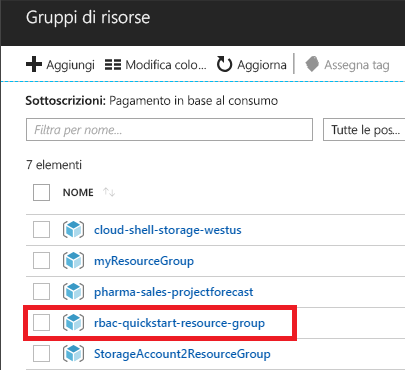 Gruppi di risorse
Aggiungi Modifica colo... Aggiorna Assegna tag
Sottoscrizioni: Pagamento in base al consumo
Filtra per nome... Tutte le pos...
7 elementi
NOME
cloud-shell-storage-westus
myResourceGroup
pharma-sales-projectforecast
rbac-quickstart-resource-group
StorageAccount2ResourceGroup